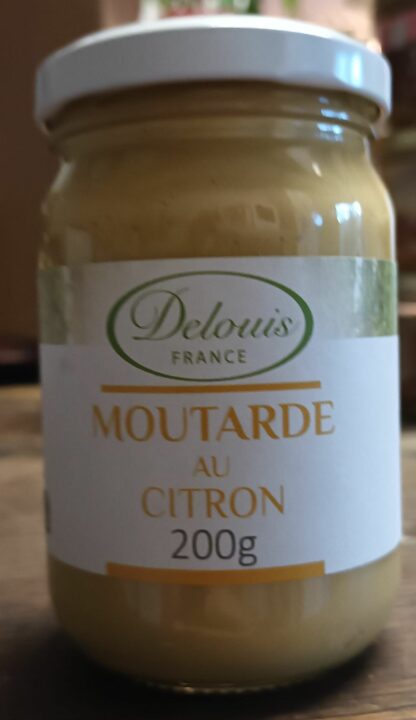 Delouis
FRANCE
MOUTARDE
AU
CITRON
200g